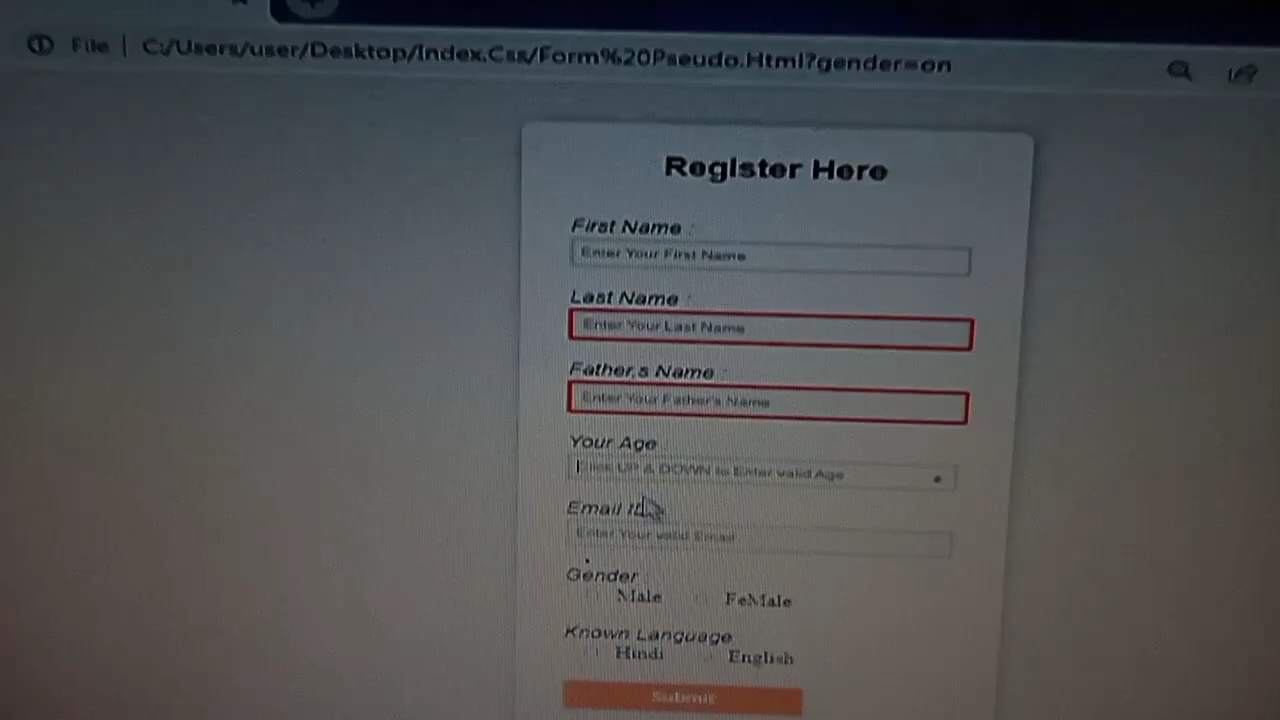 File | C:/Users/user/Desktop/Index.Css/Form%20Pseudo.Html?gender=on
Register Here
First Name :
Enter Your First Name
Last Name :
Enter Your Last Name
Father,s Name :
Enter Your Father's Name
Your Age
Click UP & DOWN to Enter valid Age
Email ID
Enter Your valid Email
Gender
Male FeMale
Known Language
Hindi English
Submit